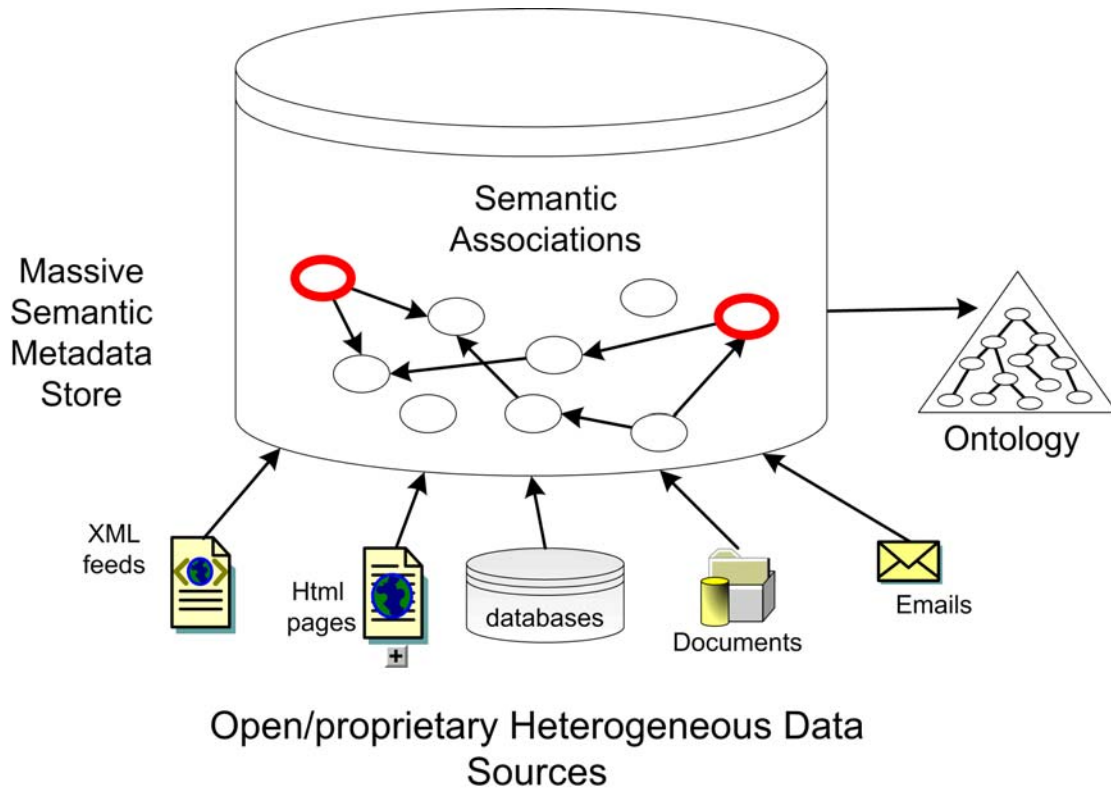 Semantic
Associations
Massive
Semantic
Metadata
Store
Ontology
XML
feeds
Html
pages
databases
Documents
Emails
Open/proprietary Heterogeneous Data
Sources